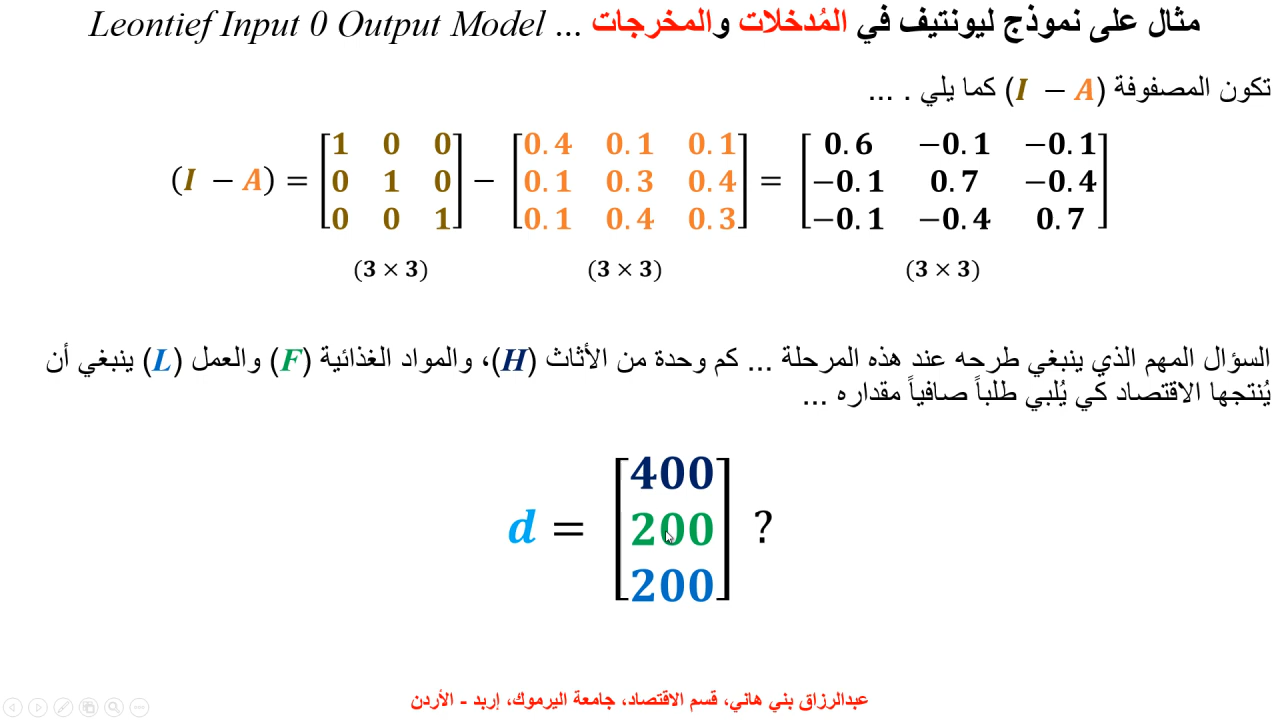 مثال على نموذج ليونتيف في المُدخلات والمخرجات ... Leontief Input 0 Output Model
تكون المصفوفة (I − A) كما يلي . ...
(I − A) = [1 0 0; 0 1 0; 0 0 1] − [0.4 0.1 0.1; 0.1 0.3 0.4; 0.1 0.4 0.3] = [0.6 −0.1 −0.1; −0.1 0.7 −0.4; −0.1 −0.4 0.7]
(3 × 3) (3 × 3) (3 × 3)
السؤال المهم الذي ينبغي طرحه عند هذه المرحلة ... كم وحدة من الأثاث (H)، والمواد الغذائية (F) والعمل (L) ينبغي أن
يُنتجها الاقتصاد كي يُلبي طلباً صافياً مقداره ...
d = [400; 200; 200] ?
عبدالرزاق بني هاني، قسم الاقتصاد، جامعة اليرموك، إربد - الأردن